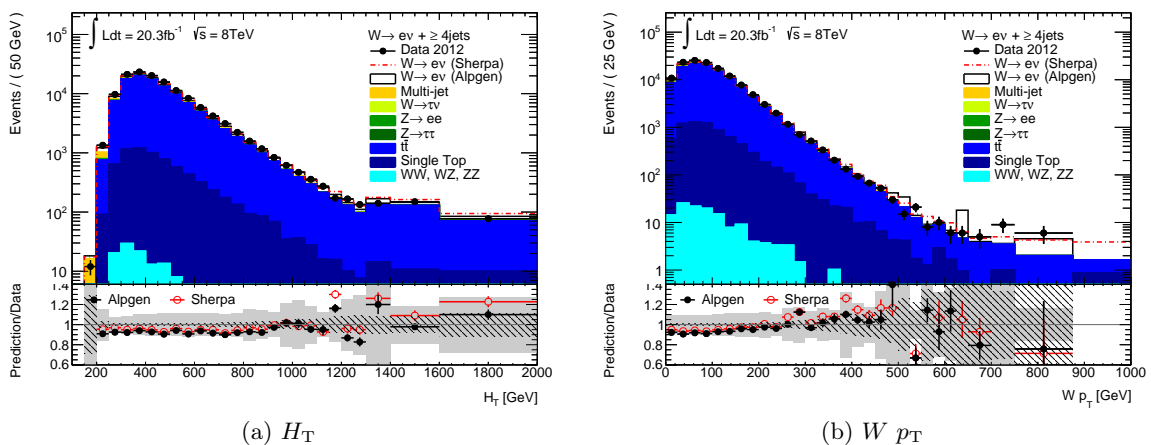 Events / ( 50 GeV )
10⁵
10⁴
10³
10²
10
∫ Ldt = 20.3fb⁻¹ √s = 8TeV
W→ eν + ≥ 4jets
Data 2012
W→ eν (Sherpa)
W→ eν (Alpgen)
Multi-jet
W→τν
Z→ ee
Z→ττ
tt̄
Single Top
WW, WZ, ZZ
Prediction/Data
1.4
1.2
1
0.8
0.6
Alpgen Sherpa
200 400 600 800 1000 1200 1400 1600 1800 2000
H_T [GeV]
(a) H_T
Events / ( 25 GeV )
10⁵
10⁴
10³
10²
10
1
∫ Ldt = 20.3fb⁻¹ √s = 8TeV
W→ eν + ≥ 4jets
Data 2012
W→ eν (Sherpa)
W→ eν (Alpgen)
Multi-jet
W→τν
Z→ ee
Z→ττ
tt̄
Single Top
WW, WZ, ZZ
Prediction/Data
1.4
1.2
1
0.8
0.6
Alpgen Sherpa
0 100 200 300 400 500 600 700 800 900 1000
W p_T [GeV]
(b) W p_T